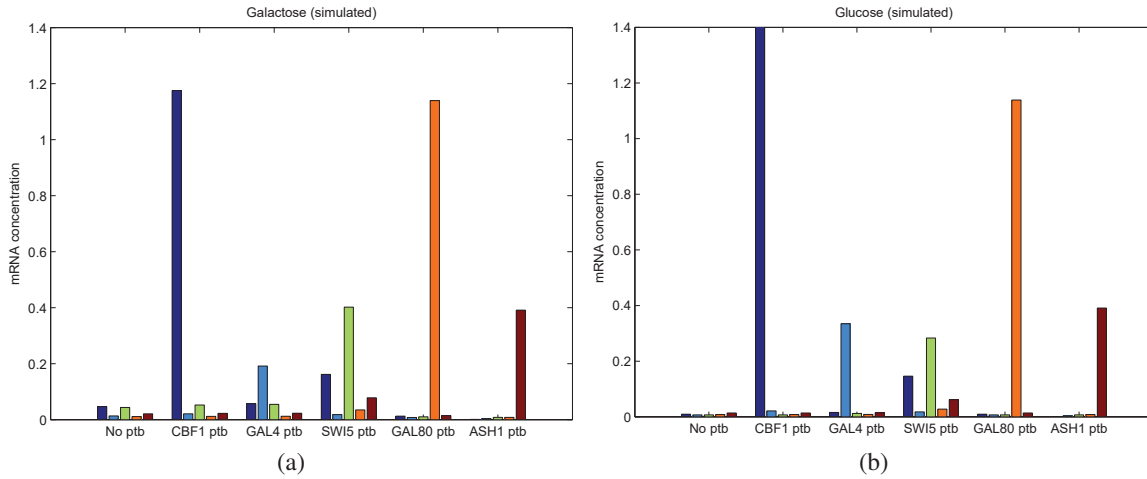 Galactose (simulated)
1.4
1.2
1
0.8
0.6
0.4
0.2
0
mRNA concentration
No ptb CBF1 ptb GAL4 ptb SWI5 ptb GAL80 ptb ASH1 ptb
(a)
Glucose (simulated)
1.4
1.2
1
0.8
0.6
0.4
0.2
0
mRNA concentration
No ptb CBF1 ptb GAL4 ptb SWI5 ptb GAL80 ptb ASH1 ptb
(b)